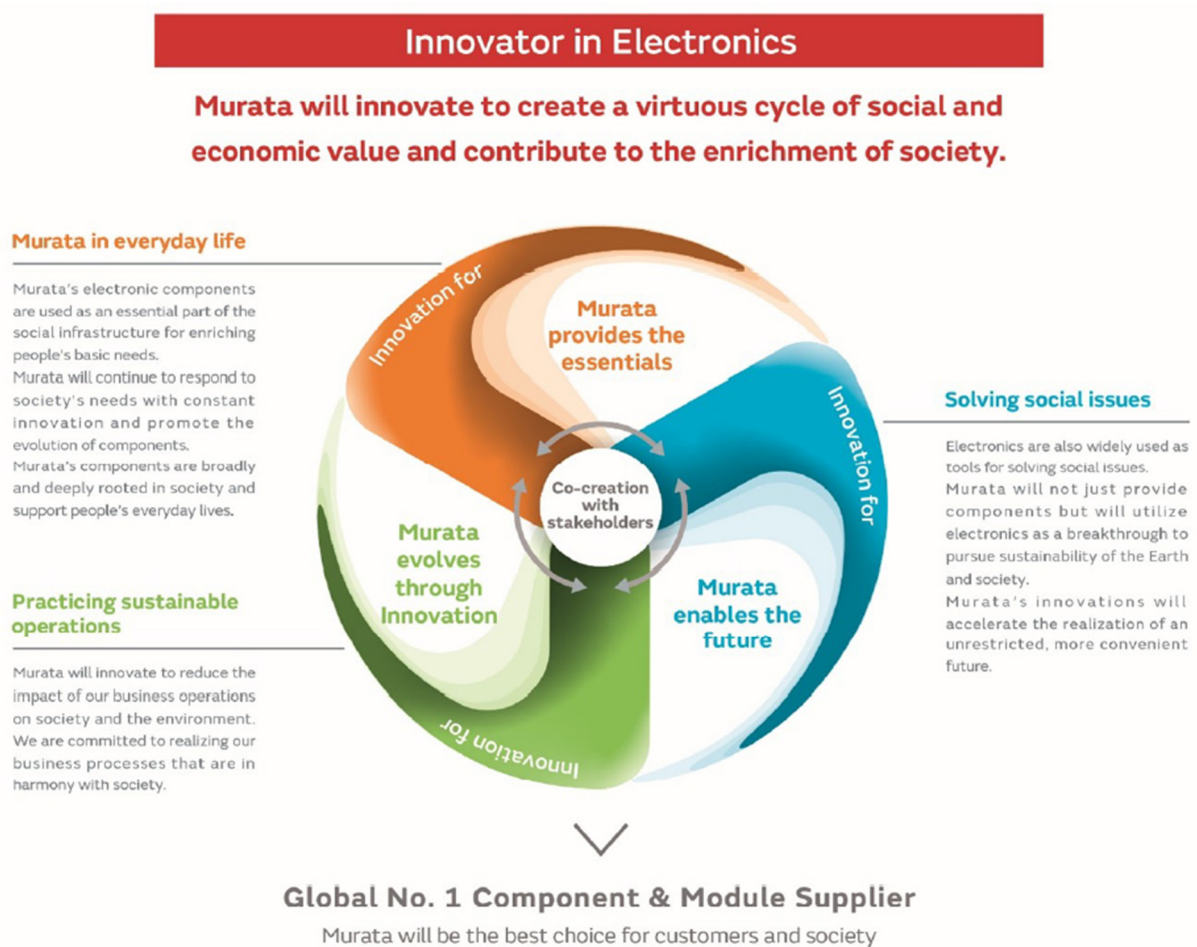 Innovator in Electronics
Murata will innovate to create a virtuous cycle of social and
economic value and contribute to the enrichment of society.
Murata in everyday life
Murata's electronic components
are used as an essential part of the
social infrastructure for enriching
people's basic needs.
Murata will continue to respond to
society's needs with constant
innovation and promote the
evolution of components.
Murata's components are broadly
and deeply rooted in society and
support people's everyday lives.
Innovation for
Murata
provides the
essentials
Solving social issues
Electronics are also widely used as
tools for solving social issues.
Murata will not just provide
components but will utilize
electronics as a breakthrough to
pursue sustainability of the Earth
and society.
Murata's innovations will
accelerate the realization of an
unrestricted, more convenient
future.
Innovation for
Murata
enables the
future
Co-creation
with
stakeholders
Murata
evolves
through
Innovation
Innovation for
Practicing sustainable
operations
Murata will innovate to reduce the
impact of our business operations
on society and the environment.
We are committed to realizing our
business processes that are in
harmony with society.
Global No. 1 Component & Module Supplier
Murata will be the best choice for customers and society